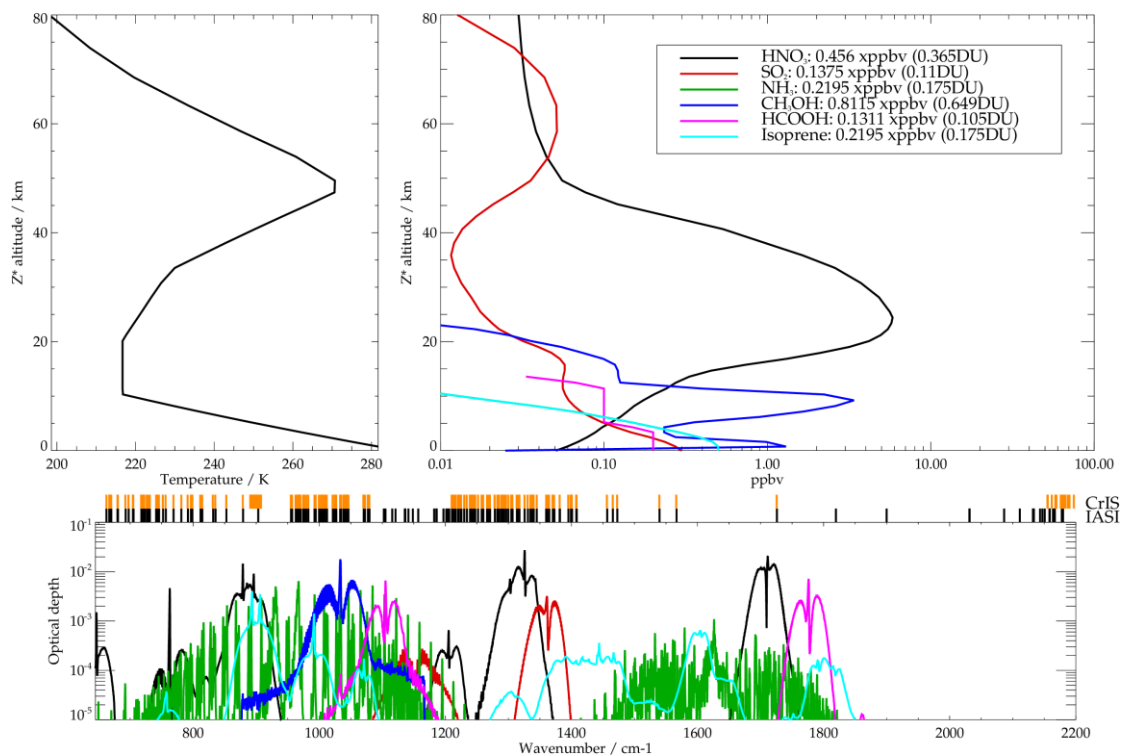 80
60
40
20
0
Z* altitude / km
200 220 240 260 280
Temperature / K
80
60
40
20
0
Z* altitude / km
HNO₃: 0.456 xppbv (0.365DU)
SO₂: 0.1375 xppbv (0.11DU)
NH₃: 0.2195 xppbv (0.175DU)
CH₃OH: 0.8115 xppbv (0.649DU)
HCOOH: 0.1311 xppbv (0.105DU)
Isoprene: 0.2195 xppbv (0.175DU)
0.01 0.10 1.00 10.00 100.00
ppbv
CrIS
IASI
10⁻¹
10⁻²
10⁻³
10⁻⁴
10⁻⁵
Optical depth
800 1000 1200 1400 1600 1800 2000 2200
Wavenumber / cm-1